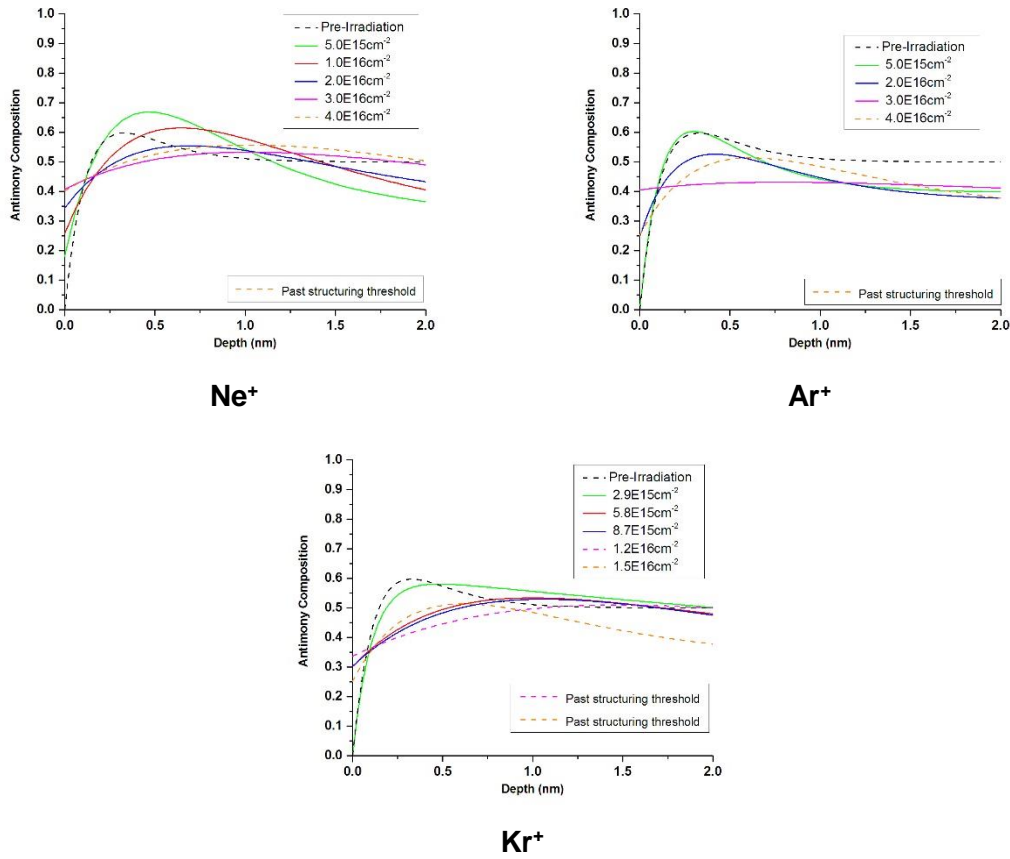 1.0
0.9
0.8
0.7
0.6
0.5
0.4
0.3
0.2
0.1
0.0
Antimony Composition
Pre-Irradiation
5.0E15cm⁻²
1.0E16cm⁻²
2.0E16cm⁻²
3.0E16cm⁻²
4.0E16cm⁻²
Past structuring threshold
0.0 0.5 1.0 1.5 2.0
Depth (nm)
Ne⁺
1.0
0.9
0.8
0.7
0.6
0.5
0.4
0.3
0.2
0.1
0.0
Antimony Composition
Pre-Irradiation
5.0E15cm⁻²
2.0E16cm⁻²
3.0E16cm⁻²
4.0E16cm⁻²
Past structuring threshold
0.0 0.5 1.0 1.5 2.0
Depth (nm)
Ar⁺
1.0
0.9
0.8
0.7
0.6
0.5
0.4
0.3
0.2
0.1
0.0
Antimony Composition
Pre-Irradiation
2.9E15cm⁻²
5.8E15cm⁻²
8.7E15cm⁻²
1.2E16cm⁻²
1.5E16cm⁻²
Past structuring threshold
Past structuring threshold
0.0 0.5 1.0 1.5 2.0
Depth (nm)
Kr⁺